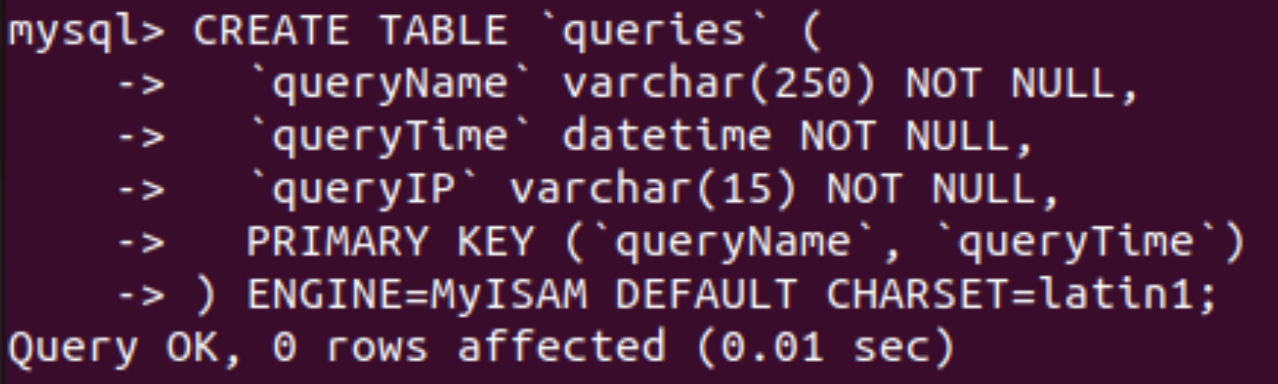 mysql> CREATE TABLE `queries` (
    ->   `queryName` varchar(250) NOT NULL,
    ->   `queryTime` datetime NOT NULL,
    ->   `queryIP` varchar(15) NOT NULL,
    ->   PRIMARY KEY (`queryName`, `queryTime`)
    -> ) ENGINE=MyISAM DEFAULT CHARSET=latin1;
Query OK, 0 rows affected (0.01 sec)